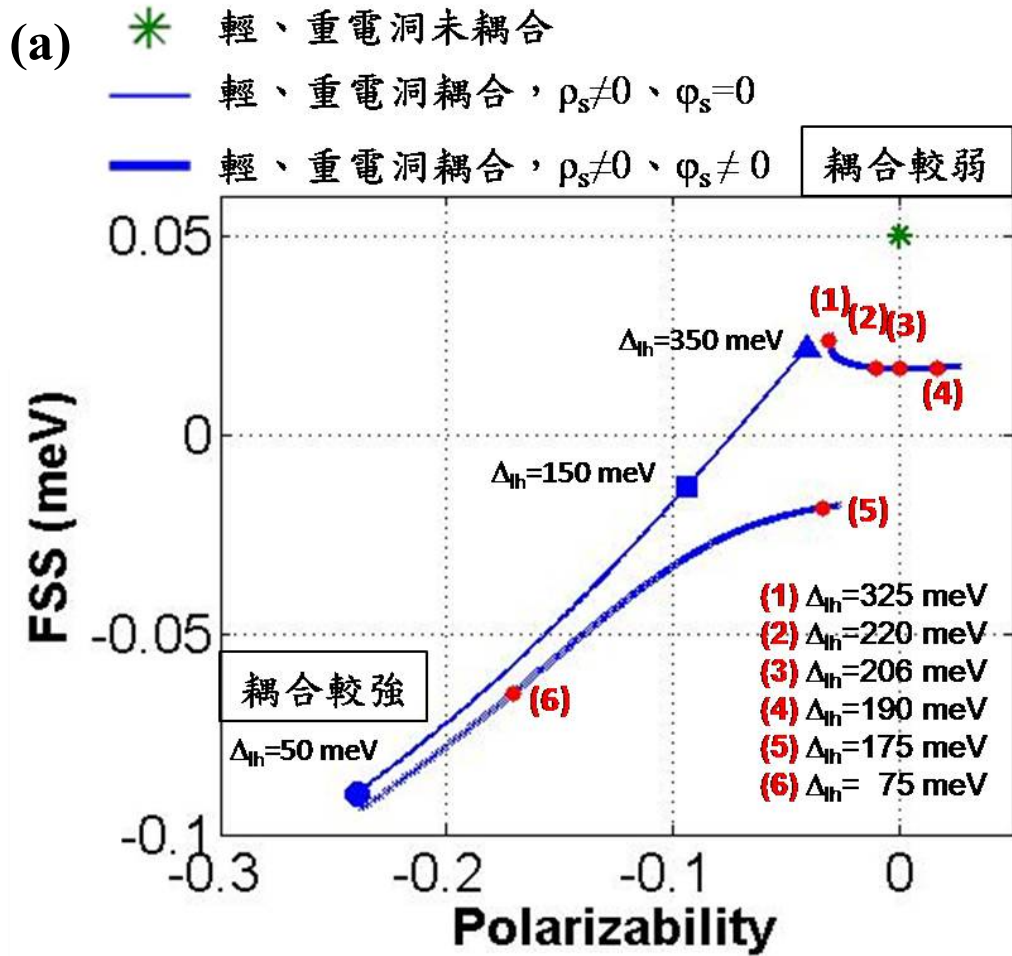 (a)
輕、重電洞未耦合
輕、重電洞耦合，ρs≠0、φs=0
輕、重電洞耦合，ρs≠0、φs ≠ 0
耦合較弱
0.05
(1)
(2)
(3)
Δlh=350 meV
(4)
0
Δlh=150 meV
(5)
FSS (meV)
(1) Δlh=325 meV
(2) Δlh=220 meV
-0.05
(3) Δlh=206 meV
耦合較強
(6)
(4) Δlh=190 meV
Δlh=50 meV
(5) Δlh=175 meV
(6) Δlh= 75 meV
-0.1
-0.3
-0.2
-0.1
0
Polarizability